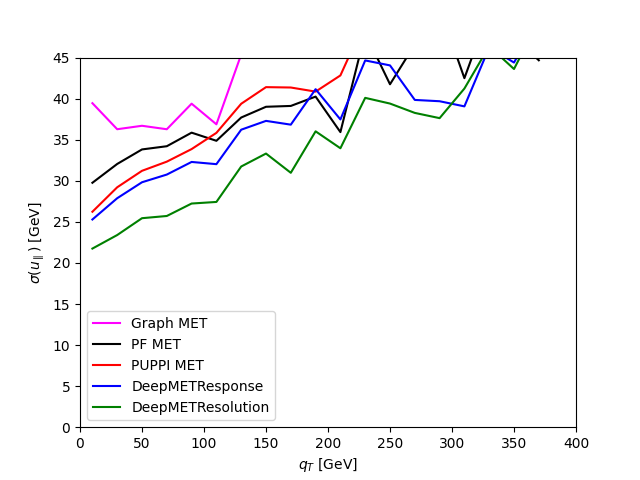 45
40
35
30
25
20
15
10
5
0
σ(u∥) [GeV]
Graph MET
PF MET
PUPPI MET
DeepMETResponse
DeepMETResolution
0 50 100 150 200 250 300 350 400
qT [GeV]